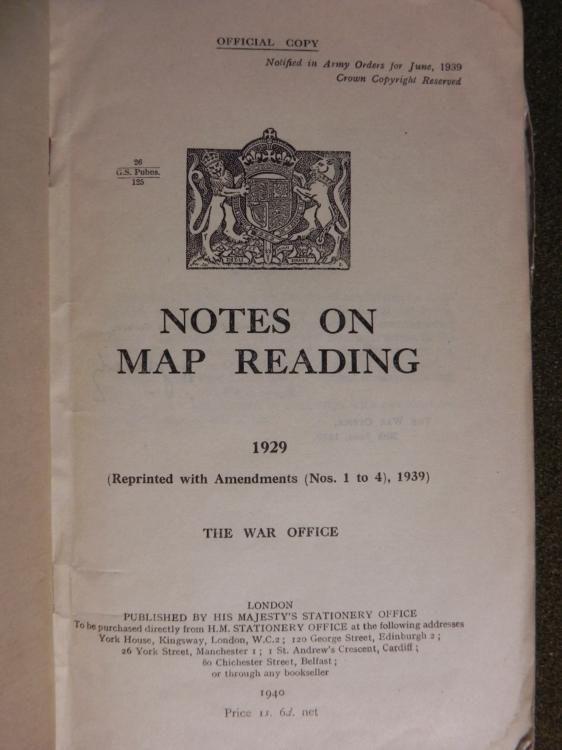 OFFICIAL COPY
Notified in Army Orders for June, 1939
Crown Copyright Reserved
26
G.S. Pubns.
125
NOTES ON
MAP READING
1929
(Reprinted with Amendments (Nos. 1 to 4), 1939)
THE WAR OFFICE
LONDON
PUBLISHED BY HIS MAJESTY'S STATIONERY OFFICE
To be purchased directly from H.M. STATIONERY OFFICE at the following addresses
York House, Kingsway, London, W.C.2; 120 George Street, Edinburgh 2;
26 York Street, Manchester 1; 1 St. Andrew's Crescent, Cardiff;
80 Chichester Street, Belfast;
or through any bookseller
1940
Price 1s. 6d. net